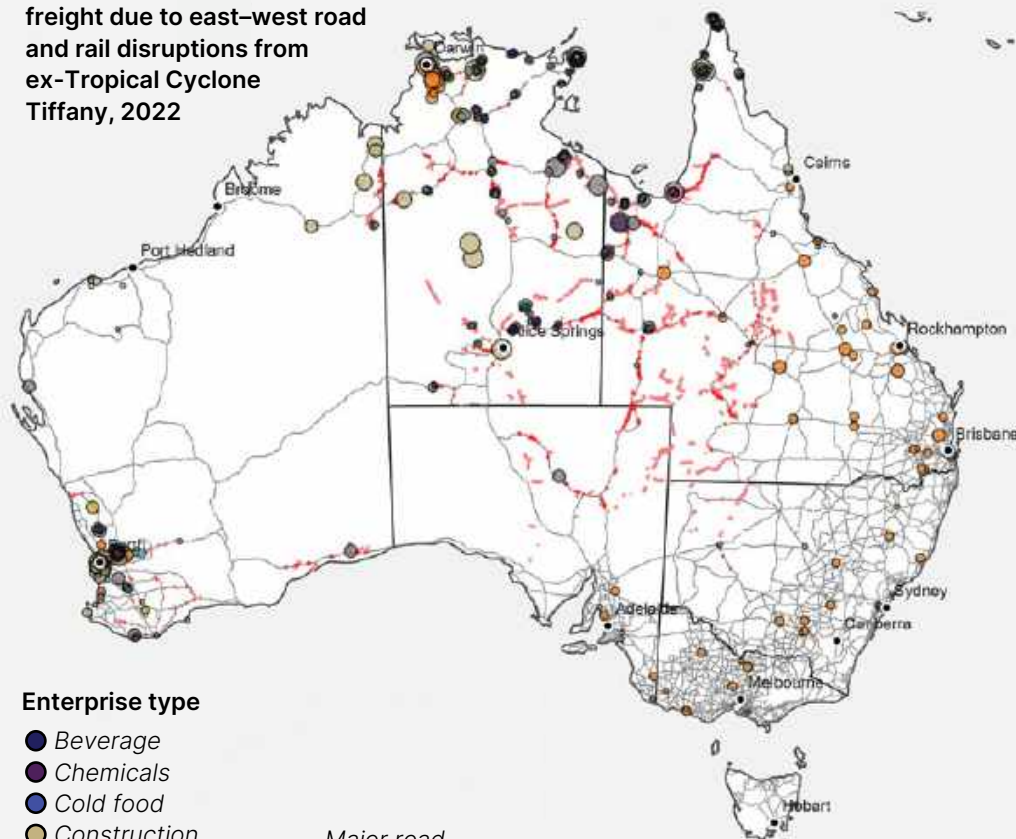 freight due to east–west road
and rail disruptions from
ex-Tropical Cyclone
Tiffany, 2022
Darwin
Cairns
Broome
Port Hedland
Alice Springs
Rockhampton
Brisbane
Perth
Adelaide
Sydney
Canberra
Melbourne
Hobart
Enterprise type
Beverage
Chemicals
Cold food
Construction
Major road